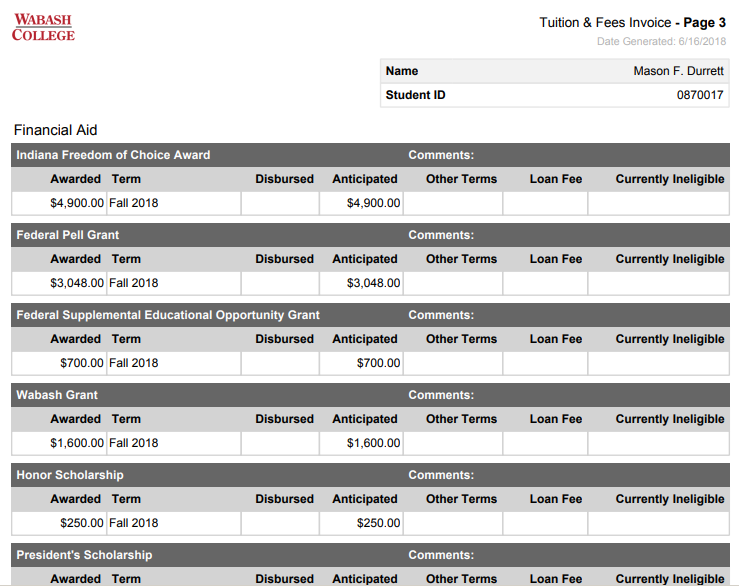 WABASH
COLLEGE
Tuition & Fees Invoice - Page 3
Date Generated: 6/16/2018
Name Mason F. Durrett
Student ID 0870017
Financial Aid
Indiana Freedom of Choice Award Comments:
Awarded Term Disbursed Anticipated Other Terms Loan Fee Currently Ineligible
$4,900.00 Fall 2018 $4,900.00
Federal Pell Grant Comments:
Awarded Term Disbursed Anticipated Other Terms Loan Fee Currently Ineligible
$3,048.00 Fall 2018 $3,048.00
Federal Supplemental Educational Opportunity Grant Comments:
Awarded Term Disbursed Anticipated Other Terms Loan Fee Currently Ineligible
$700.00 Fall 2018 $700.00
Wabash Grant Comments:
Awarded Term Disbursed Anticipated Other Terms Loan Fee Currently Ineligible
$1,600.00 Fall 2018 $1,600.00
Honor Scholarship Comments:
Awarded Term Disbursed Anticipated Other Terms Loan Fee Currently Ineligible
$250.00 Fall 2018 $250.00
President's Scholarship Comments:
Awarded Term Disbursed Anticipated Other Terms Loan Fee Currently Ineligible